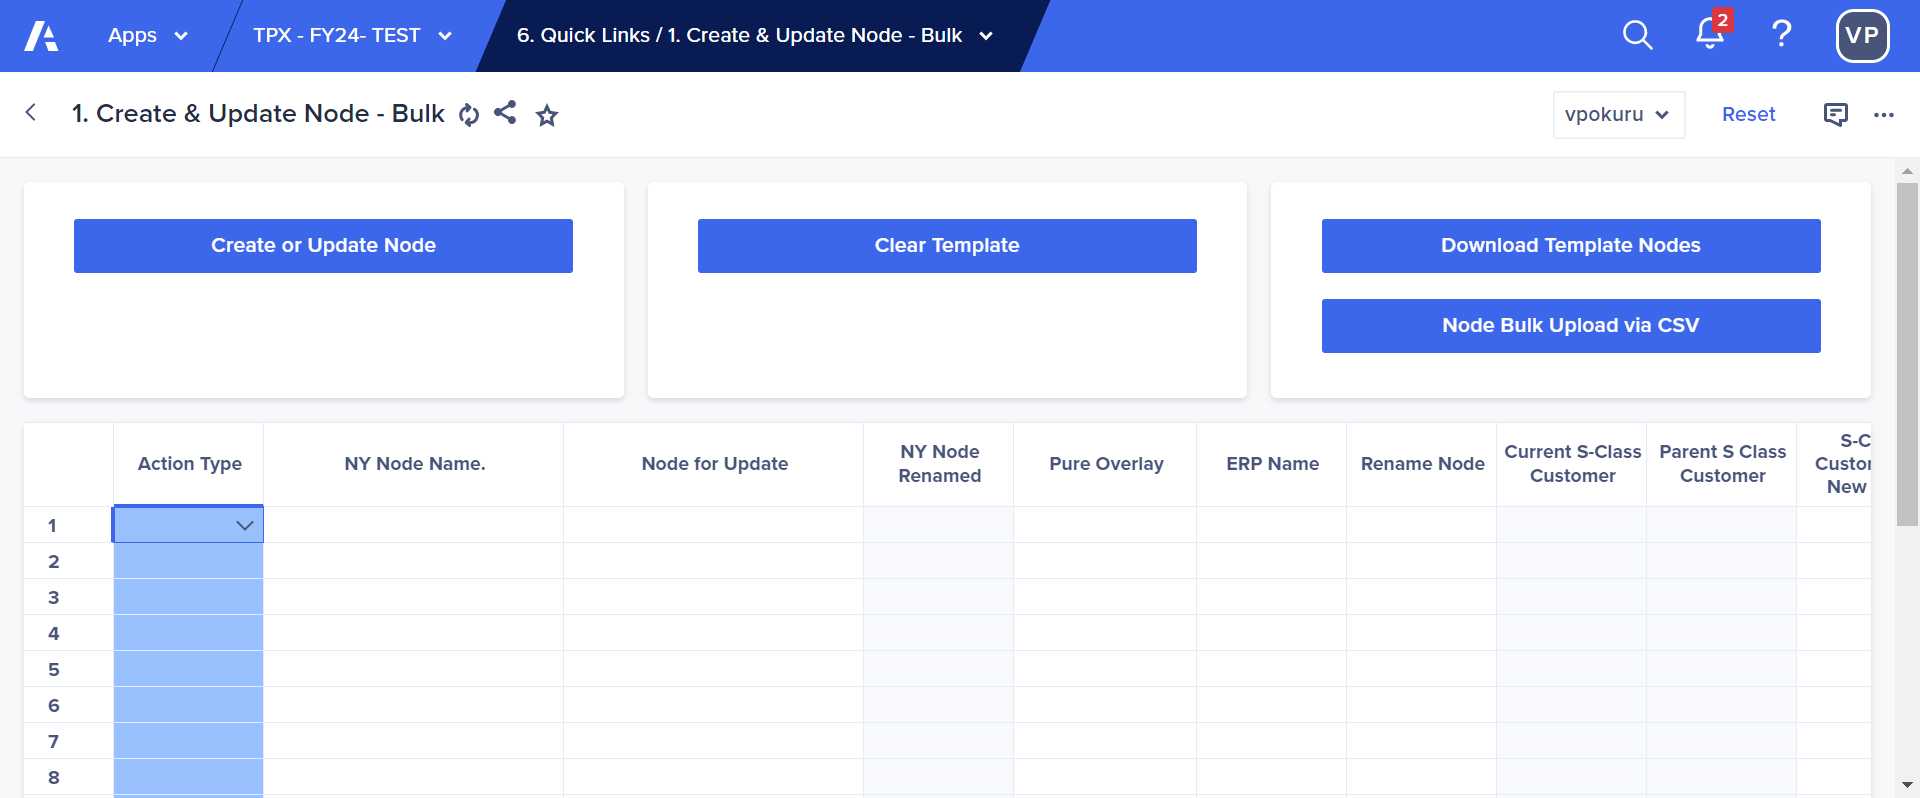 Apps
TPX - FY24- TEST
6. Quick Links / 1. Create & Update Node - Bulk
2
?
VP
1. Create & Update Node - Bulk
vpokuru
Reset
Create or Update Node
Clear Template
Download Template Nodes
Node Bulk Upload via CSV
Action Type
NY Node Name.
Node for Update
NY Node
Renamed
Pure Overlay
ERP Name
Rename Node
Current S-Class
Customer
Parent S Class
Customer
S-C
Custor
New
1
2
3
4
5
6
7
8